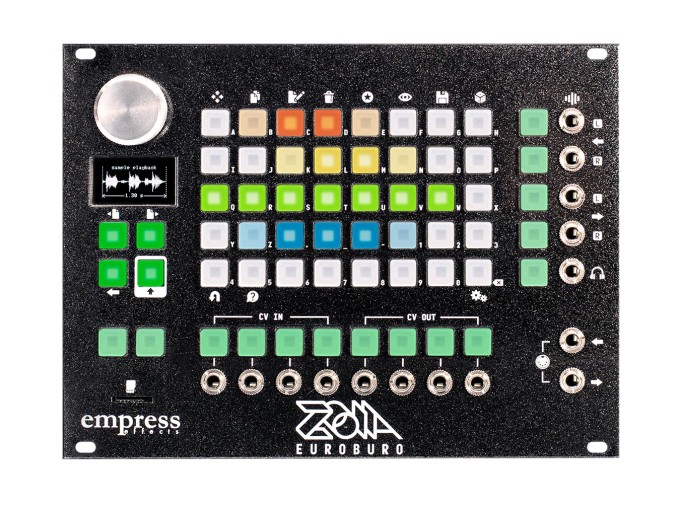 sample playback
1.30 s
A B C D E F G H
I J K L M N O P
Q R S T U V W X
Y Z _ - 1 2 3
4 5 6 7 8 9 0
L
R
L
R
CV IN
CV OUT
empress
effects
ZOIA
EUROBURO